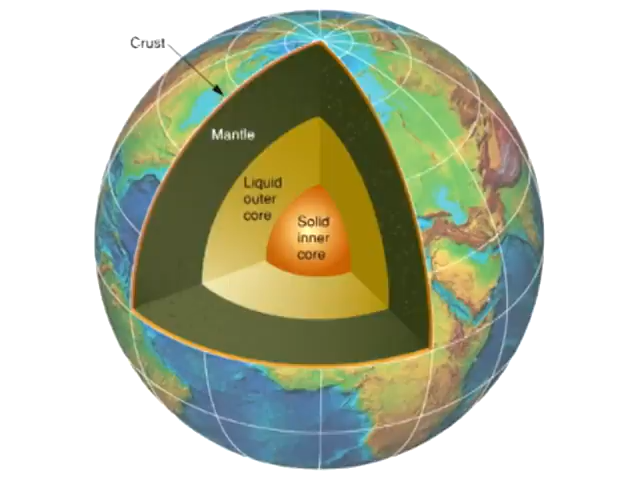 Crust
Mantle
Liquid
outer
core
Solid
inner
core